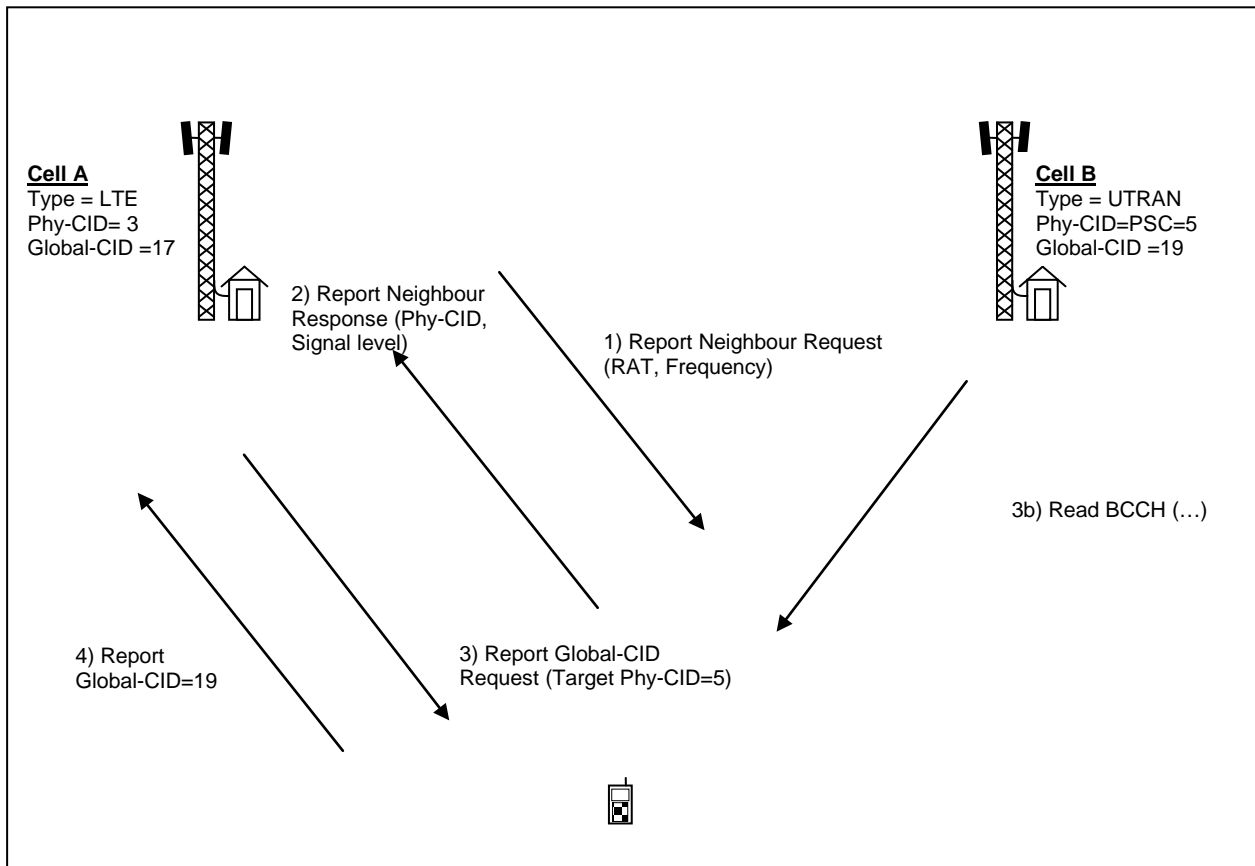 Cell A
Type = LTE
Phy-CID= 3
Global-CID =17
Cell B
Type = UTRAN
Phy-CID=PSC=5
Global-CID =19
2) Report Neighbour
Response (Phy-CID,
Signal level)
1) Report Neighbour Request
(RAT, Frequency)
3b) Read BCCH (…)
4) Report
Global-CID=19
3) Report Global-CID
Request (Target Phy-CID=5)